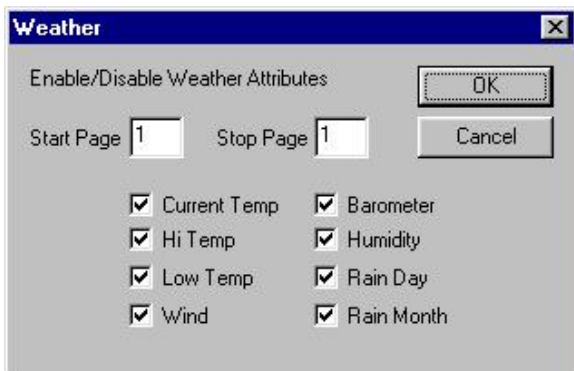 Weather
Enable/Disable Weather Attributes
OK
Start Page 1 Stop Page 1
Cancel
Current Temp Barometer
Hi Temp Humidity
Low Temp Rain Day
Wind Rain Month